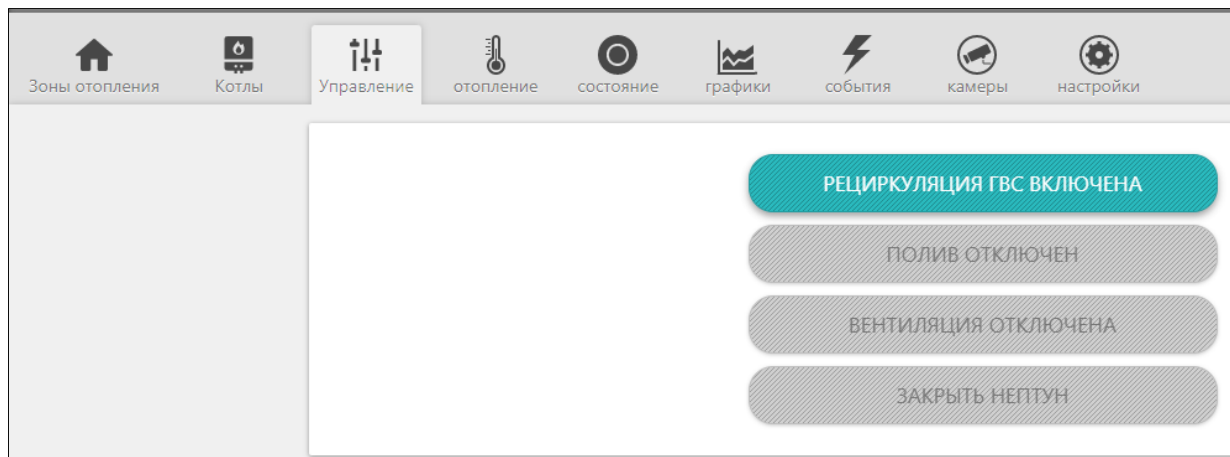 Зоны отопления Котлы Управление отопление состояние графики события камеры настройки
РЕЦИРКУЛЯЦИЯ ГВС ВКЛЮЧЕНА
ПОЛИВ ОТКЛЮЧЕН
ВЕНТИЛЯЦИЯ ОТКЛЮЧЕНА
ЗАКРЫТЬ НЕПТУН